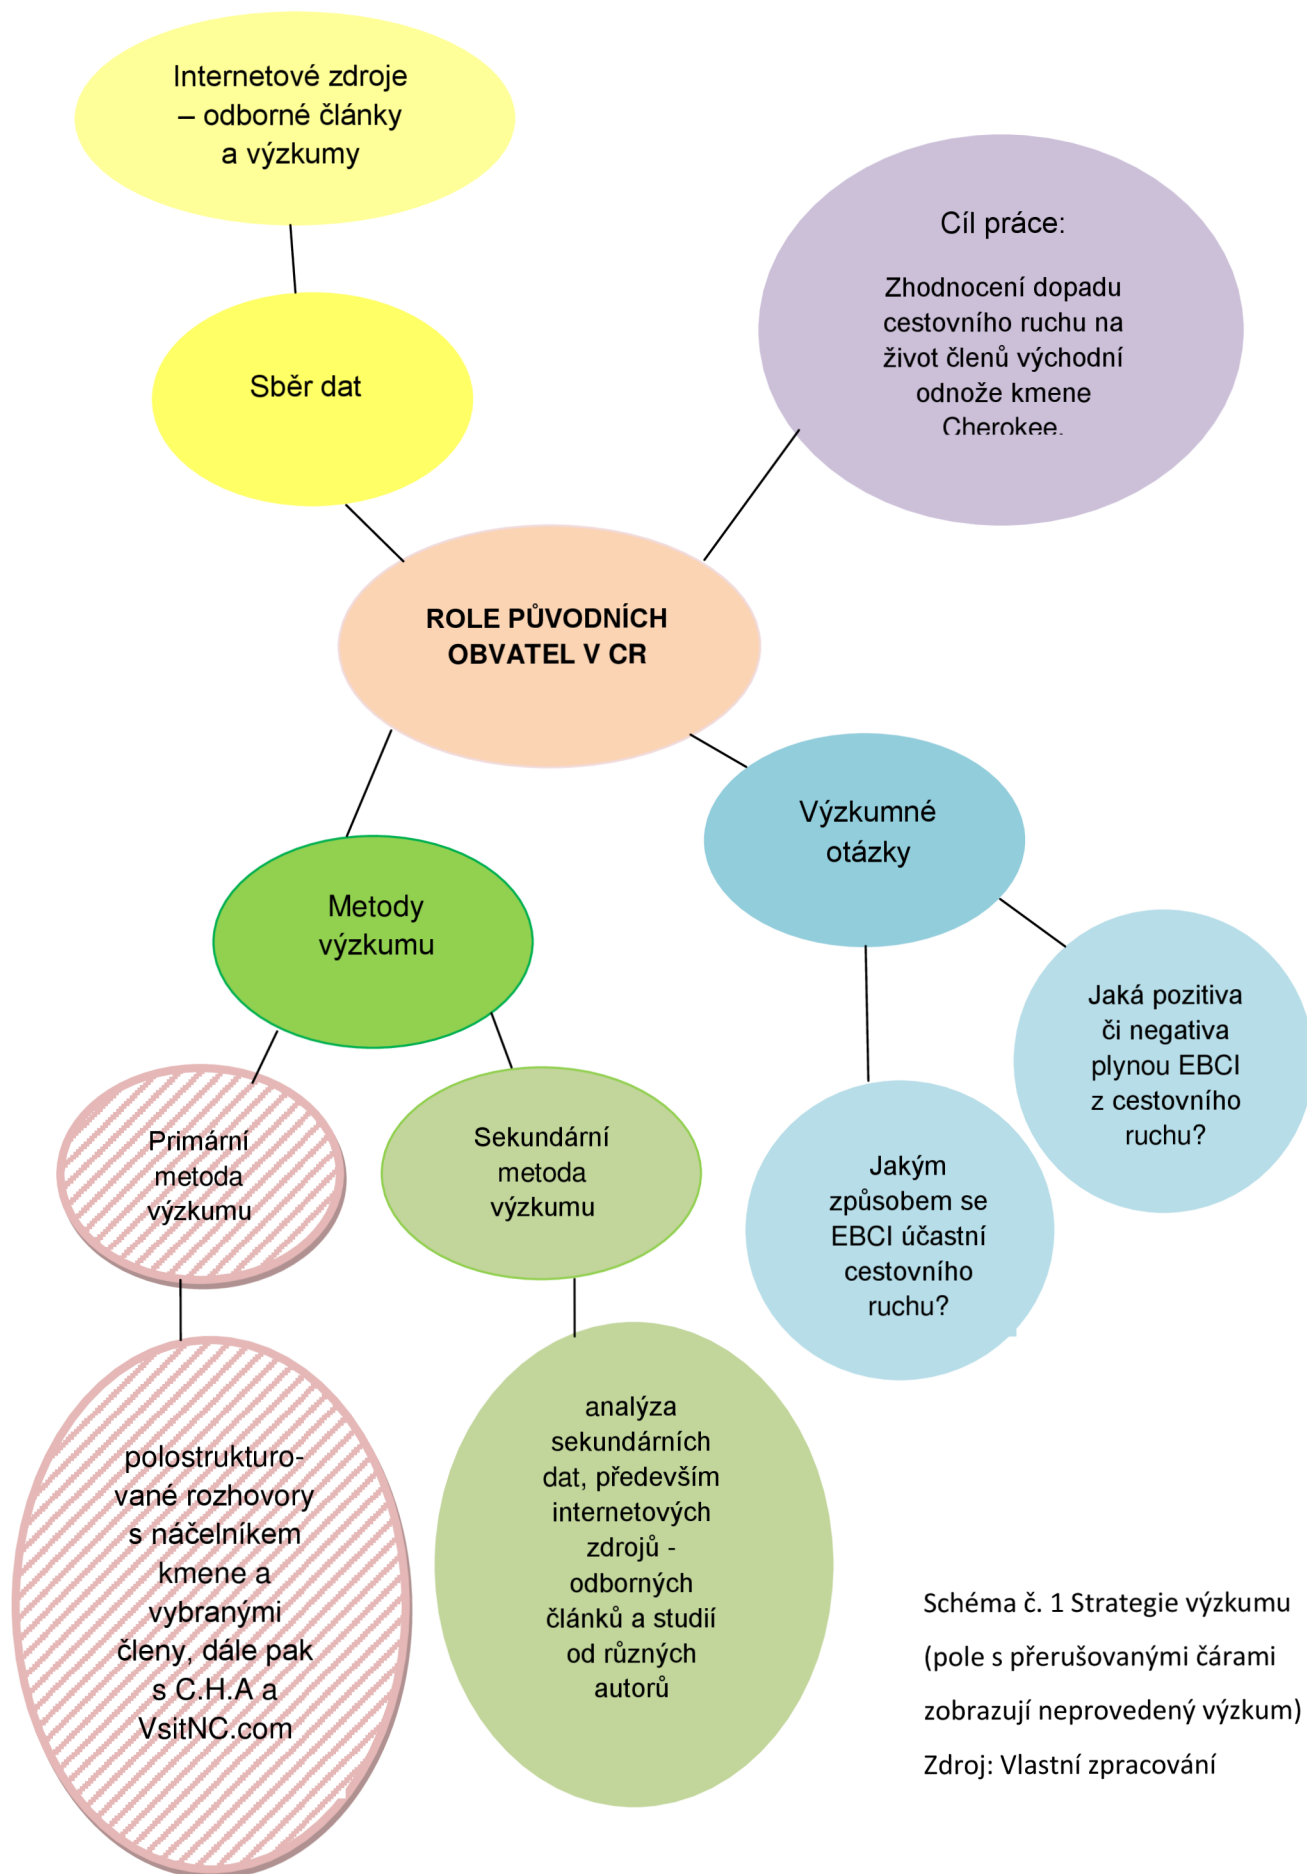 Internetové zdroje
– odborné články
a výzkumy
Cíl práce:
Zhodnocení dopadu
cestovního ruchu na
život členů východní
odnože kmene
Cherokee.
Sběr dat
ROLE PŮVODNÍCH
OBVATEL V CR
Výzkumné
otázky
Metody
výzkumu
Jaká pozitiva
či negativa
plynou EBCI
z cestovního
ruchu?
Jakým
způsobem se
EBCI účastní
cestovního
ruchu?
Primární
metoda
výzkumu
Sekundární
metoda
výzkumu
polostrukturo-
vané rozhovory
s náčelníkem
kmene a
vybranými
členy, dále pak
s C.H.A a
VsitNC.com
analýza
sekundárních
dat, především
internetových
zdrojů -
odborných
článků a studií
od různých
autorů
Schéma č. 1 Strategie výzkumu
(pole s přerušovanými čárami
zobrazují neprovedený výzkum)
Zdroj: Vlastní zpracování